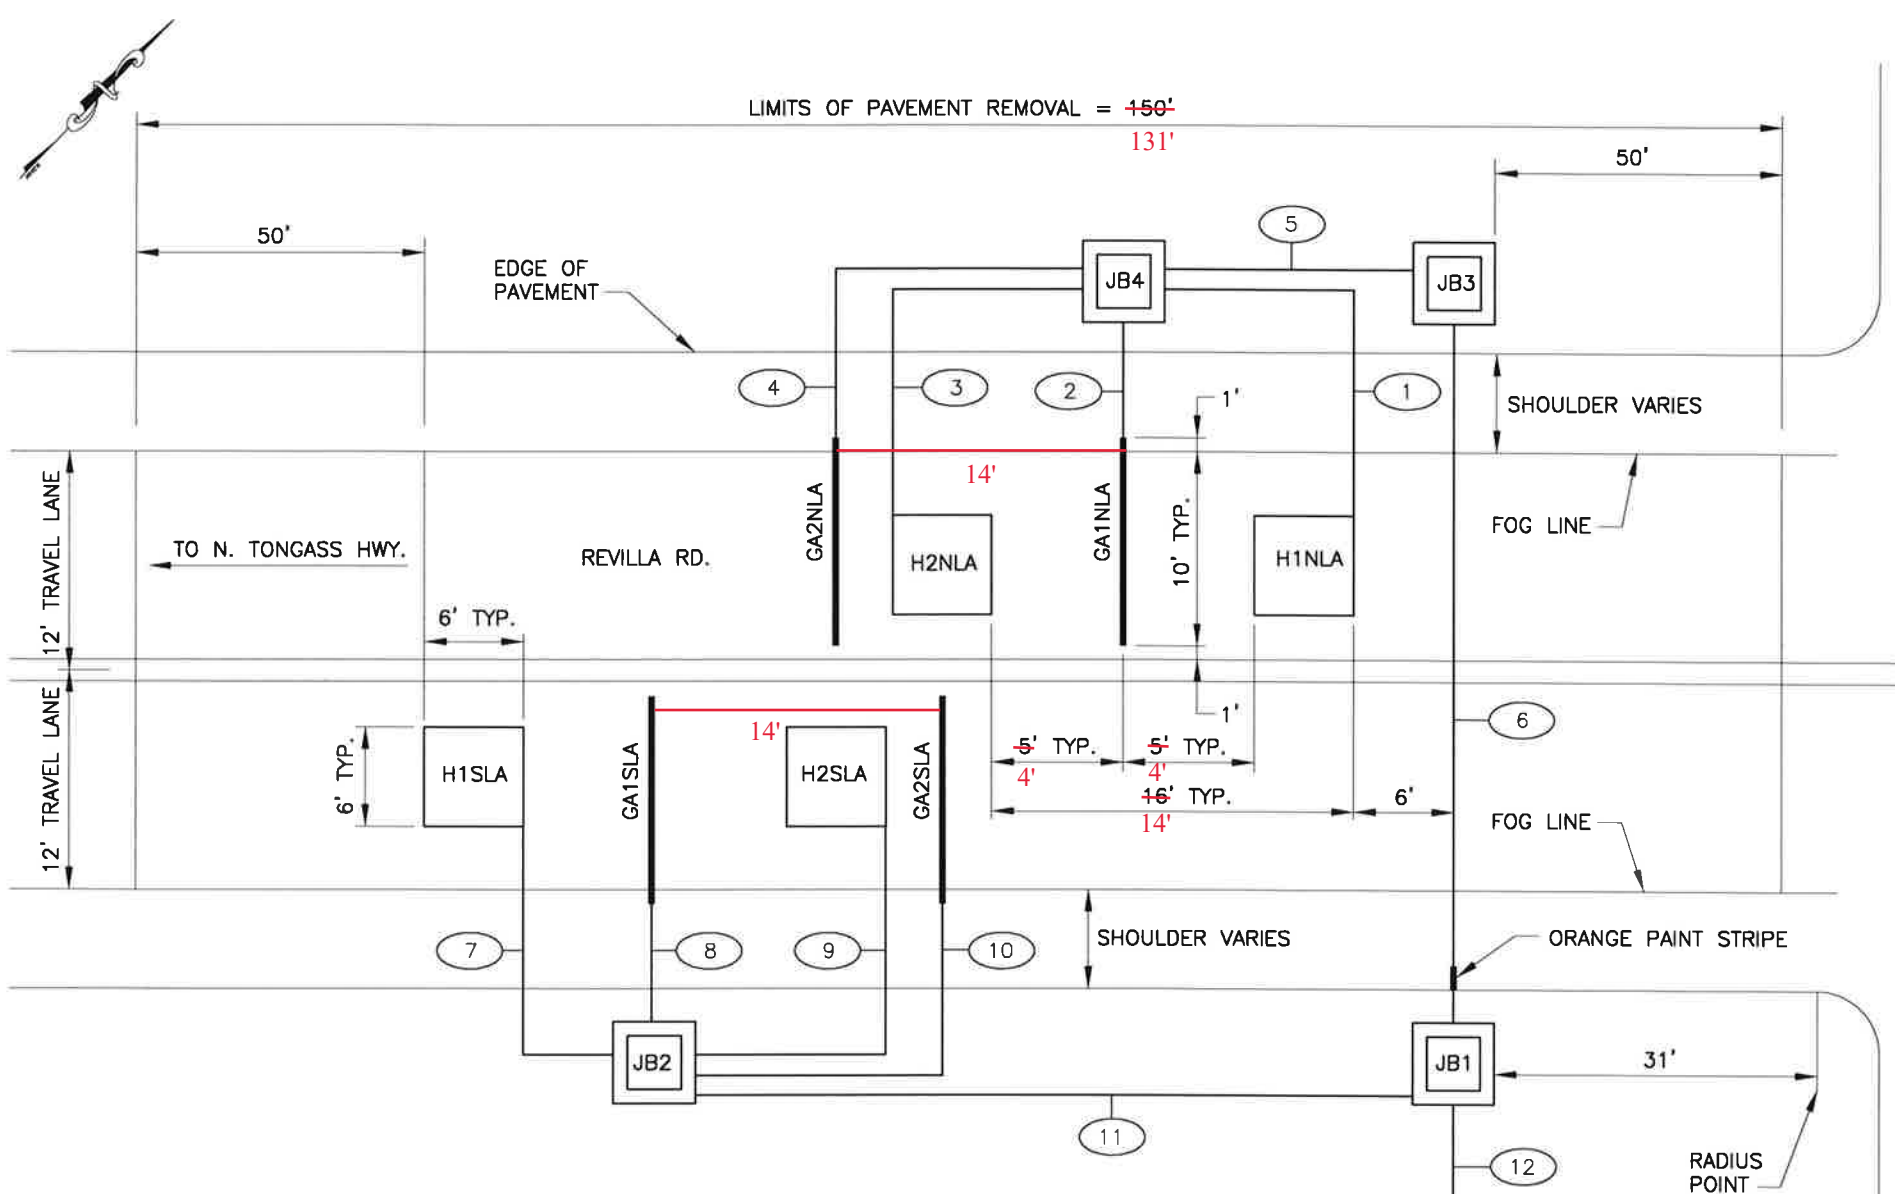 LIMITS OF PAVEMENT REMOVAL = 150'
131'
50'
50'
5
EDGE OF
PAVEMENT
JB4
JB3
4
3
2
1
1'
SHOULDER VARIES
14'
12' TRAVEL LANE
GA2NLA
GA1NLA
10' TYP.
FOG LINE
TO N. TONGASS HWY.
REVILLA RD.
H2NLA
H1NLA
6' TYP.
12' TRAVEL LANE
1'
14'
6
6' TYP.
H1SLA
GA1SLA
H2SLA
GA2SLA
5' TYP.
4'
5' TYP.
4'
16' TYP.
14'
6'
FOG LINE
7
8
9
10
SHOULDER VARIES
ORANGE PAINT STRIPE
JB2
JB1
31'
11
12
RADIUS
POINT